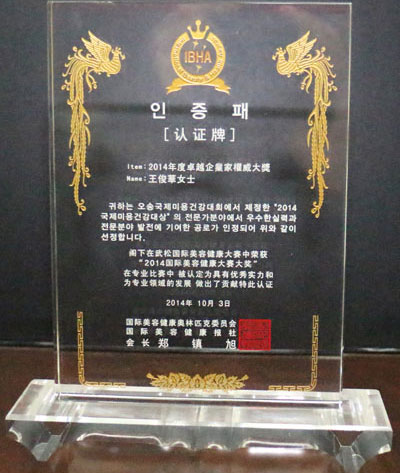 IBHA
인 증 패
[ 认 证 牌 ]
Item: 2014年度卓越企業家權威大獎
Name: 王俊華女士
귀하는 오송국제미용건강대회에서 제정한 "2014
국제미용건강대상" 의 전문가분야에서 우수한실력과
전문분야 발전에 기여한 공로가 인정되어 위와 같이
선정합니다.
阁下在武松国际美容健康大赛中荣获
"2014国际美容健康大赛大奖"
在专业比赛中 被认定为具有优秀实力和
为专业领域的发展 做出了贡献特此认证
2014年 10月 3日
国际美容健康奥林匹克委员会
国 际 美 容 健 康 报 社
会 长 郑 镇 旭